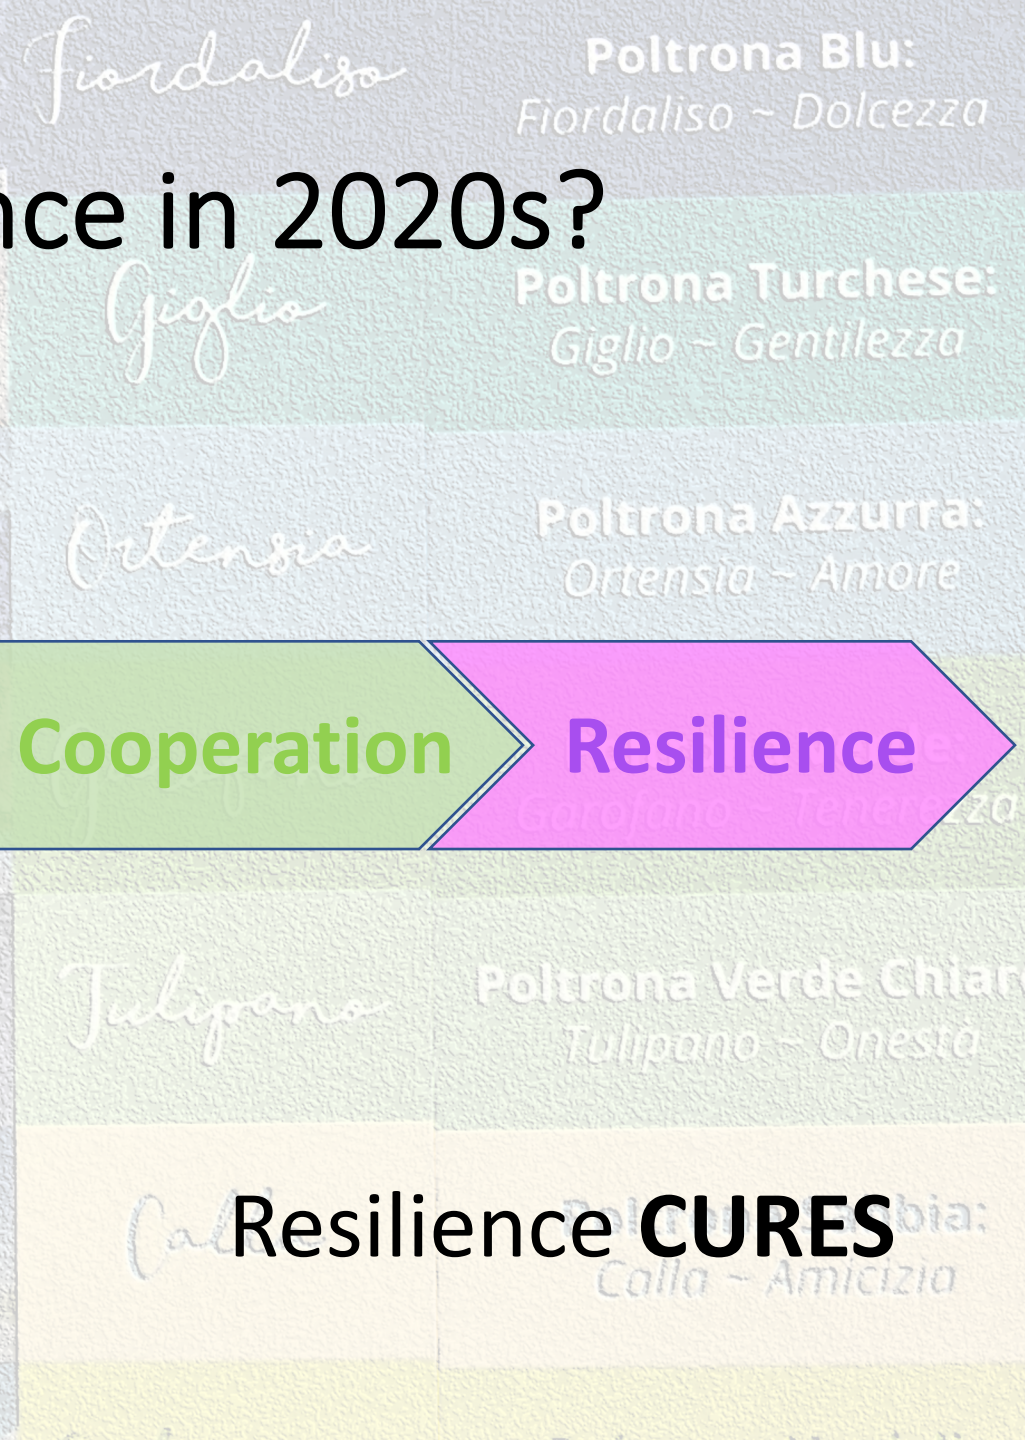 Fiordaliso
Poltrona Blu:
Fiordaliso ~ Dolcezza
nce in 2020s?
Giglio
Poltrona Turchese:
Giglio ~ Gentilezza
Ortensia
Poltrona Azzurra:
Ortensia ~ Amore
Cooperation
Resilience
Garofano ~ Tenerezza
Tulipano
Poltrona Verde Chiar
Tulipano ~ Onestà
Calla
Resilience CURES
Calla ~ Amicizia